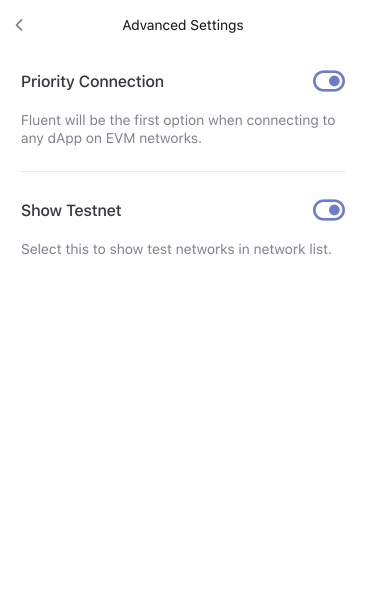 Advanced Settings
Priority Connection
Fluent will be the first option when connecting to
any dApp on EVM networks.
Show Testnet
Select this to show test networks in network list.